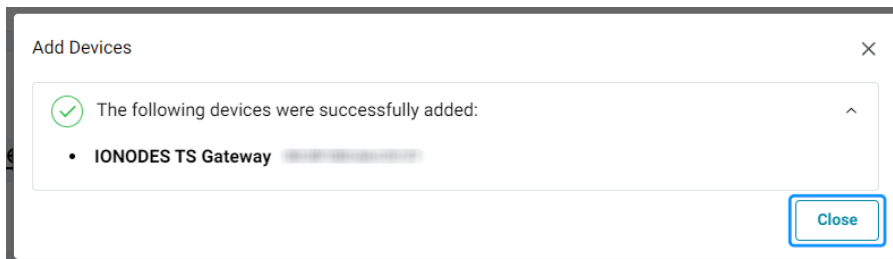 Add Devices
The following devices were successfully added:
• IONODES TS Gateway
Close